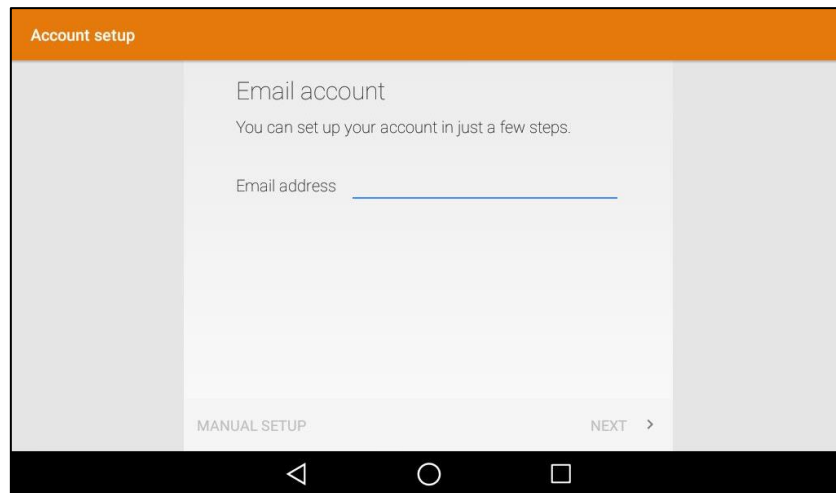 Account setup
Email account
You can set up your account in just a few steps.
Email address
MANUAL SETUP
NEXT